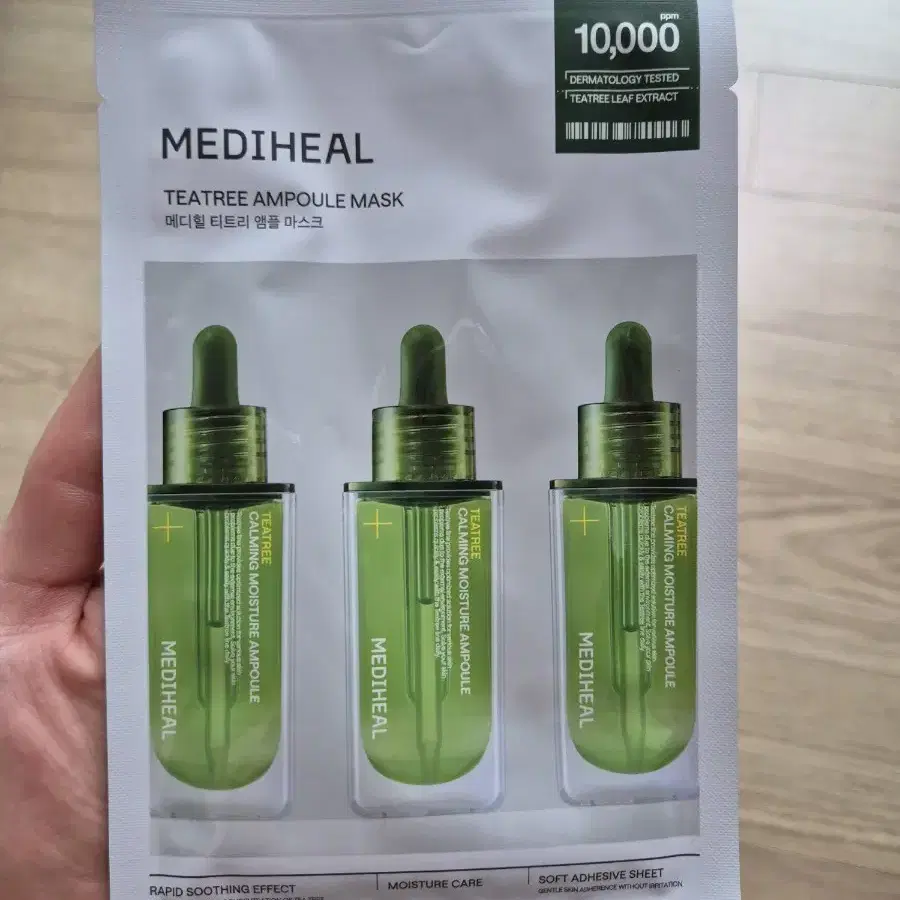 ppm
10,000
DERMATOLOGY TESTED
TEATREE LEAF EXTRACT
MEDIHEAL
TEATREE AMPOULE MASK
메디힐 티트리 앰플 마스크
TEATREE
CALMING MOISTURE AMPOULE
MEDIHEAL
TEATREE
CALMING MOISTURE AMPOULE
MEDIHEAL
TEATREE
CALMING MOISTURE AMPOULE
MEDIHEAL
RAPID SOOTHING EFFECT
MOISTURE CARE
SOFT ADHESIVE SHEET
GENTLE SKIN ADHERENCE WITHOUT IRRITATION